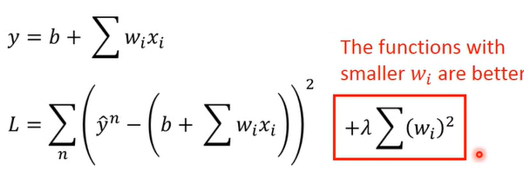 y = b + ∑ wᵢxᵢ
The functions with
smaller wᵢ are better
L = ∑ₙ (ŷⁿ − (b + ∑ wᵢxᵢ))² +λ ∑(wᵢ)²